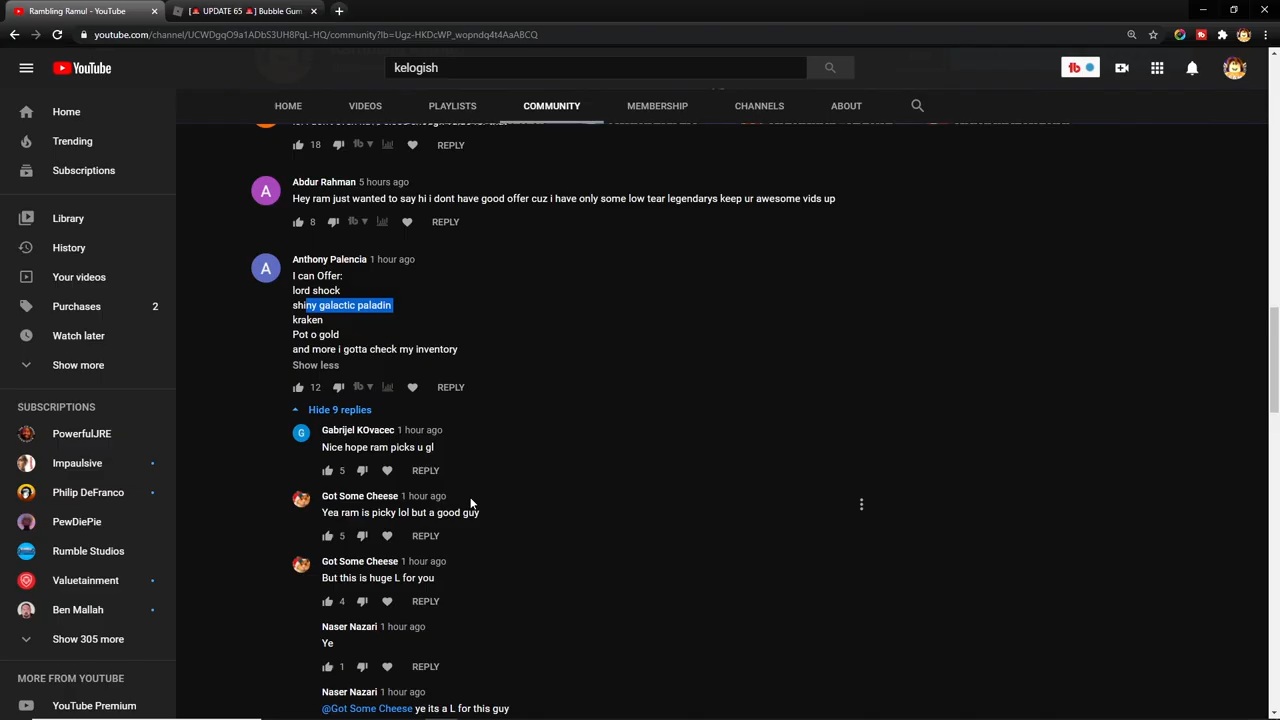 Rambling Ramul - YouTube
[🚨 UPDATE 65 🚨] Bubble Gum
youtube.com/channel/UCWDgqO9a1ADbS3UH8PqL-HQ/community?lb=Ugz-HKDcWP_wopndq4t4AaABCQ
YouTube
kelogish
HOME
VIDEOS
PLAYLISTS
COMMUNITY
MEMBERSHIP
CHANNELS
ABOUT
Home
Trending
Subscriptions
Library
History
Your videos
Purchases 2
Watch later
Show more
SUBSCRIPTIONS
PowerfulJRE
Impaulsive
Philip DeFranco
PewDiePie
Rumble Studios
Valuetainment
Ben Mallah
Show 305 more
MORE FROM YOUTUBE
YouTube Premium
18 REPLY
Abdur Rahman 5 hours ago
Hey ram just wanted to say hi i dont have good offer cuz i have only some low tear legendarys keep ur awesome vids up
8 REPLY
Anthony Palencia 1 hour ago
I can Offer:
lord shock
shiny galactic paladin
kraken
Pot o gold
and more i gotta check my inventory
Show less
12 REPLY
Hide 9 replies
Gabrijel KOvacec 1 hour ago
Nice hope ram picks u gl
5 REPLY
Got Some Cheese 1 hour ago
Yea ram is picky lol but a good guy
5 REPLY
Got Some Cheese 1 hour ago
But this is huge L for you
4 REPLY
Naser Nazari 1 hour ago
Ye
1 REPLY
Naser Nazari 1 hour ago
@Got Some Cheese ye its a L for this guy